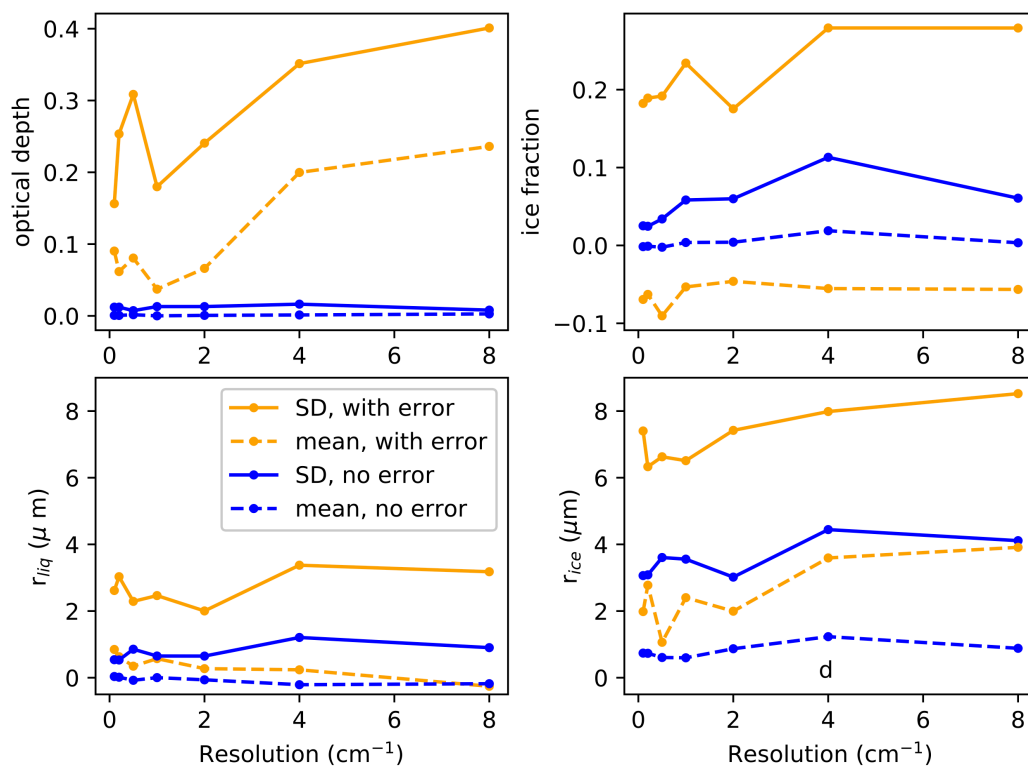 optical depth
0.4
0.3
0.2
0.1
0.0
0 2 4 6 8
ice fraction
0.2
0.1
0.0
−0.1
0 2 4 6 8
r_liq (μ m)
8
6
4
2
0
SD, with error
mean, with error
SD, no error
mean, no error
0 2 4 6 8
Resolution (cm⁻¹)
r_ice (μm)
8
6
4
2
0
d
0 2 4 6 8
Resolution (cm⁻¹)